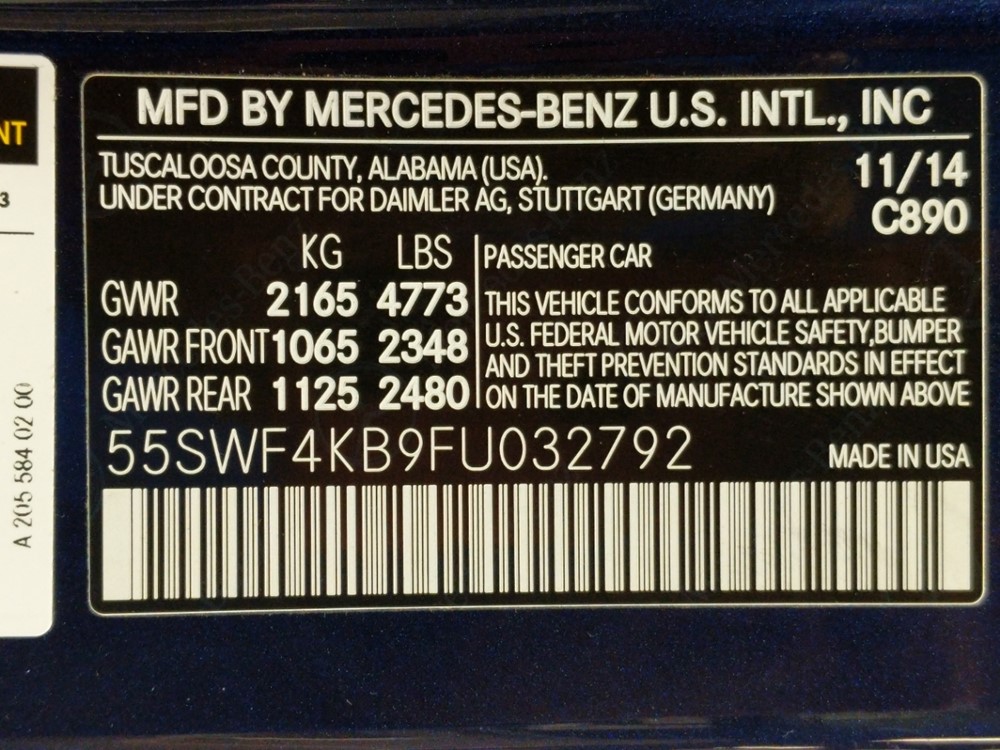 MFD BY MERCEDES-BENZ U.S. INTL., INC
TUSCALOOSA COUNTY, ALABAMA (USA).
UNDER CONTRACT FOR DAIMLER AG, STUTTGART (GERMANY)
11/14
C890
KG LBS
GVWR 2165 4773
GAWR FRONT 1065 2348
GAWR REAR 1125 2480
PASSENGER CAR
THIS VEHICLE CONFORMS TO ALL APPLICABLE
U.S. FEDERAL MOTOR VEHICLE SAFETY,BUMPER
AND THEFT PREVENTION STANDARDS IN EFFECT
ON THE DATE OF MANUFACTURE SHOWN ABOVE
55SWF4KB9FU032792
MADE IN USA
NT
3
A 205 584 02 00